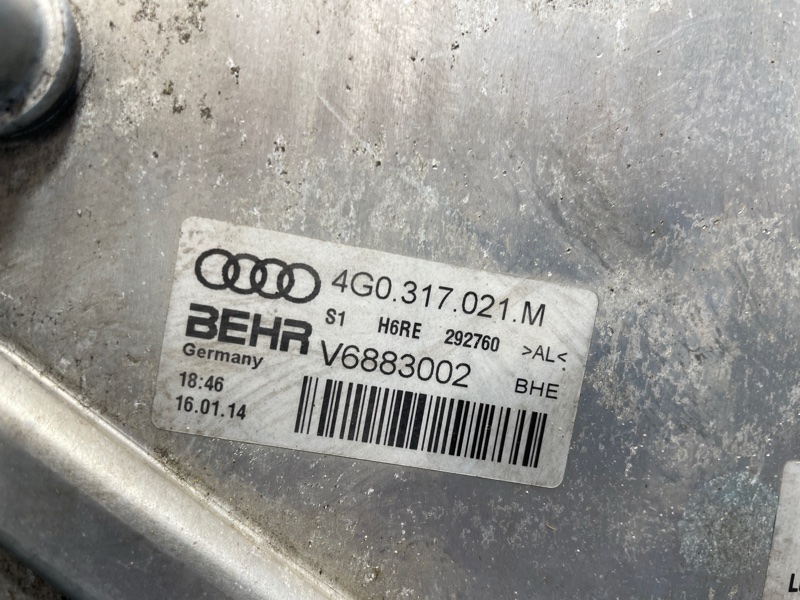 4G0.317.021.M
BEHR S1 H6RE 292760 >AL<
Germany V6883002 BHE
18:46
16.01.14